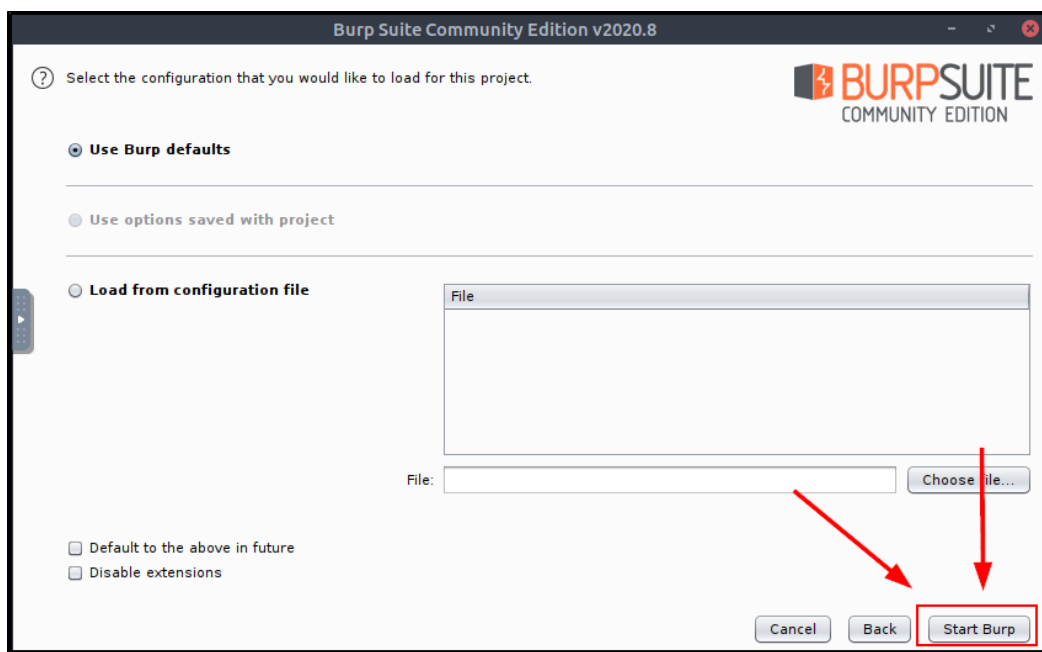 Burp Suite Community Edition v2020.8
? Select the configuration that you would like to load for this project.
BURPSUITE
COMMUNITY EDITION
Use Burp defaults
Use options saved with project
Load from configuration file
File
File:
Choose file...
Default to the above in future
Disable extensions
Cancel Back Start Burp